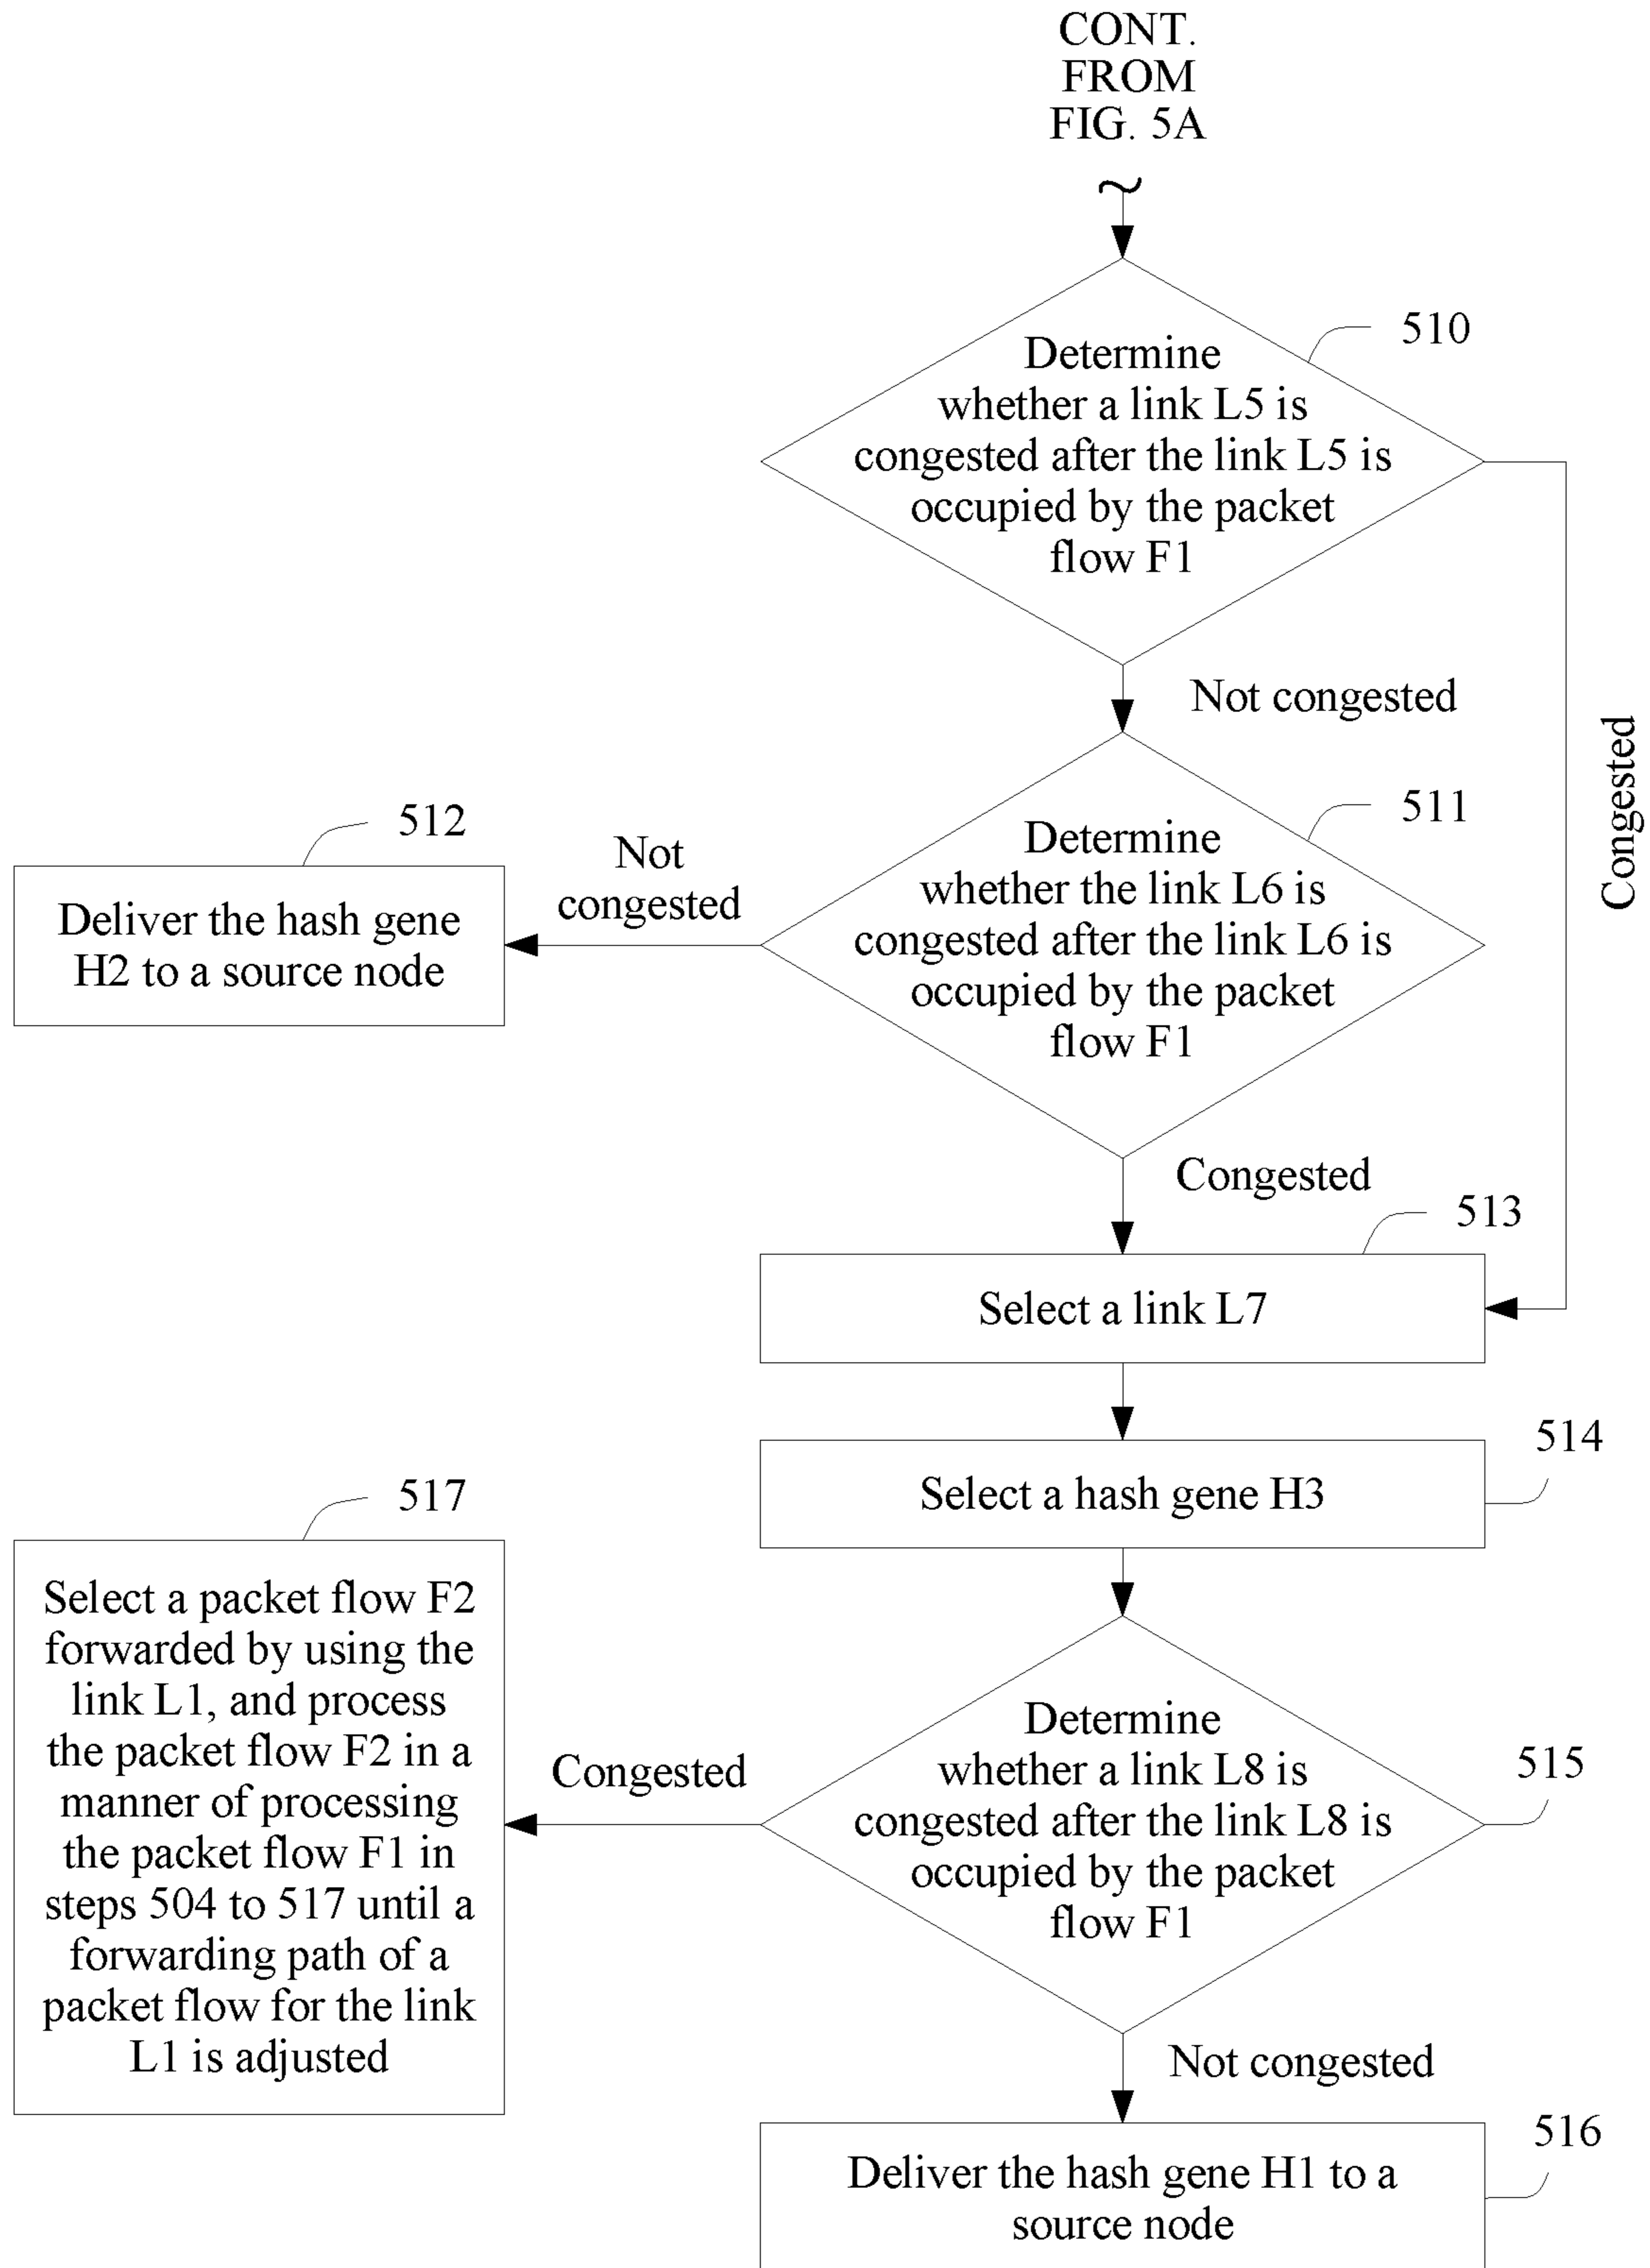 CONT.
FROM
FIG. 5A
510
Determine
whether a link L5 is
congested after the link L5 is
occupied by the packet
flow F1
Not congested
Congested
511
Determine
whether the link L6 is
congested after the link L6 is
occupied by the packet
flow F1
Not
congested
512
Deliver the hash gene
H2 to a source node
Congested
513
Select a link L7
514
Select a hash gene H3
515
Determine
whether a link L8 is
congested after the link L8 is
occupied by the packet
flow F1
Congested
517
Select a packet flow F2
forwarded by using the
link L1, and process
the packet flow F2 in a
manner of processing
the packet flow F1 in
steps 504 to 517 until a
forwarding path of a
packet flow for the link
L1 is adjusted
Not congested
516
Deliver the hash gene H1 to a
source node